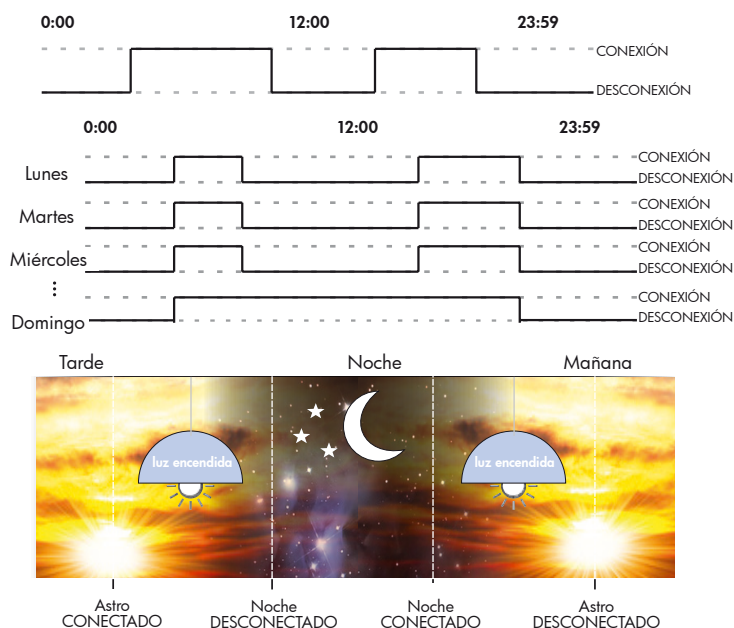 0:00 12:00 23:59
CONEXIÓN
DESCONEXIÓN
0:00 12:00 23:59
Lunes
CONEXIÓN
DESCONEXIÓN
Martes
CONEXIÓN
DESCONEXIÓN
Miércoles
CONEXIÓN
DESCONEXIÓN
Domingo
CONEXIÓN
DESCONEXIÓN
Tarde Noche Mañana
luz encendida luz encendida
Astro Noche Noche Astro
CONECTADO DESCONECTADO CONECTADO DESCONECTADO